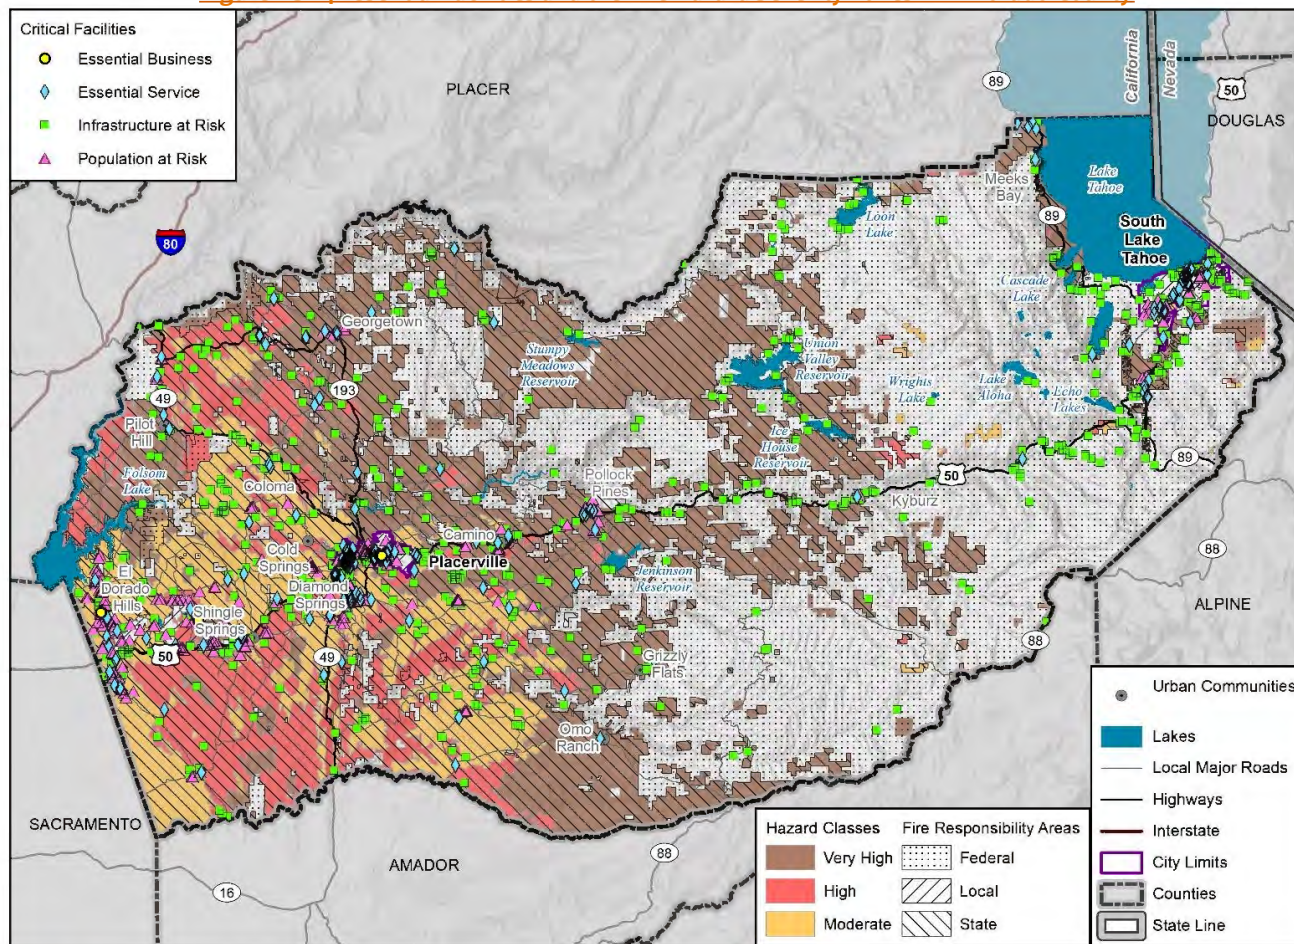 Critical Facilities
Essential Business
Essential Service
Infrastructure at Risk
Population at Risk
PLACER
89
California
Nevada
50
DOUGLAS
80
Meeks
Bay
Lake
Tahoe
89
South
Lake
Tahoe
Loon
Lake
Cascade
Lake
Georgetown
Stumpy
Meadows
Reservoir
Union
Valley
Reservoir
Wrights
Lake
Lake
Aloha
Echo
Lakes
193
49
Pilot
Hill
Ice
House
Reservoir
Folsom
Lake
Coloma
Pollock
Pines
50
89
Kyburz
Camino
Cold
Springs
Placerville
El
Dorado
Hills
Diamond
Springs
Jenkinson
Reservoir
88
Shingle
Springs
ALPINE
50
49
88
Grizzly
Flats
Omo
Ranch
SACRAMENTO
AMADOR
88
16
Hazard Classes
Very High
High
Moderate
Fire Responsibility Areas
Federal
Local
State
Urban Communities
Lakes
Local Major Roads
Highways
Interstate
City Limits
Counties
State Line